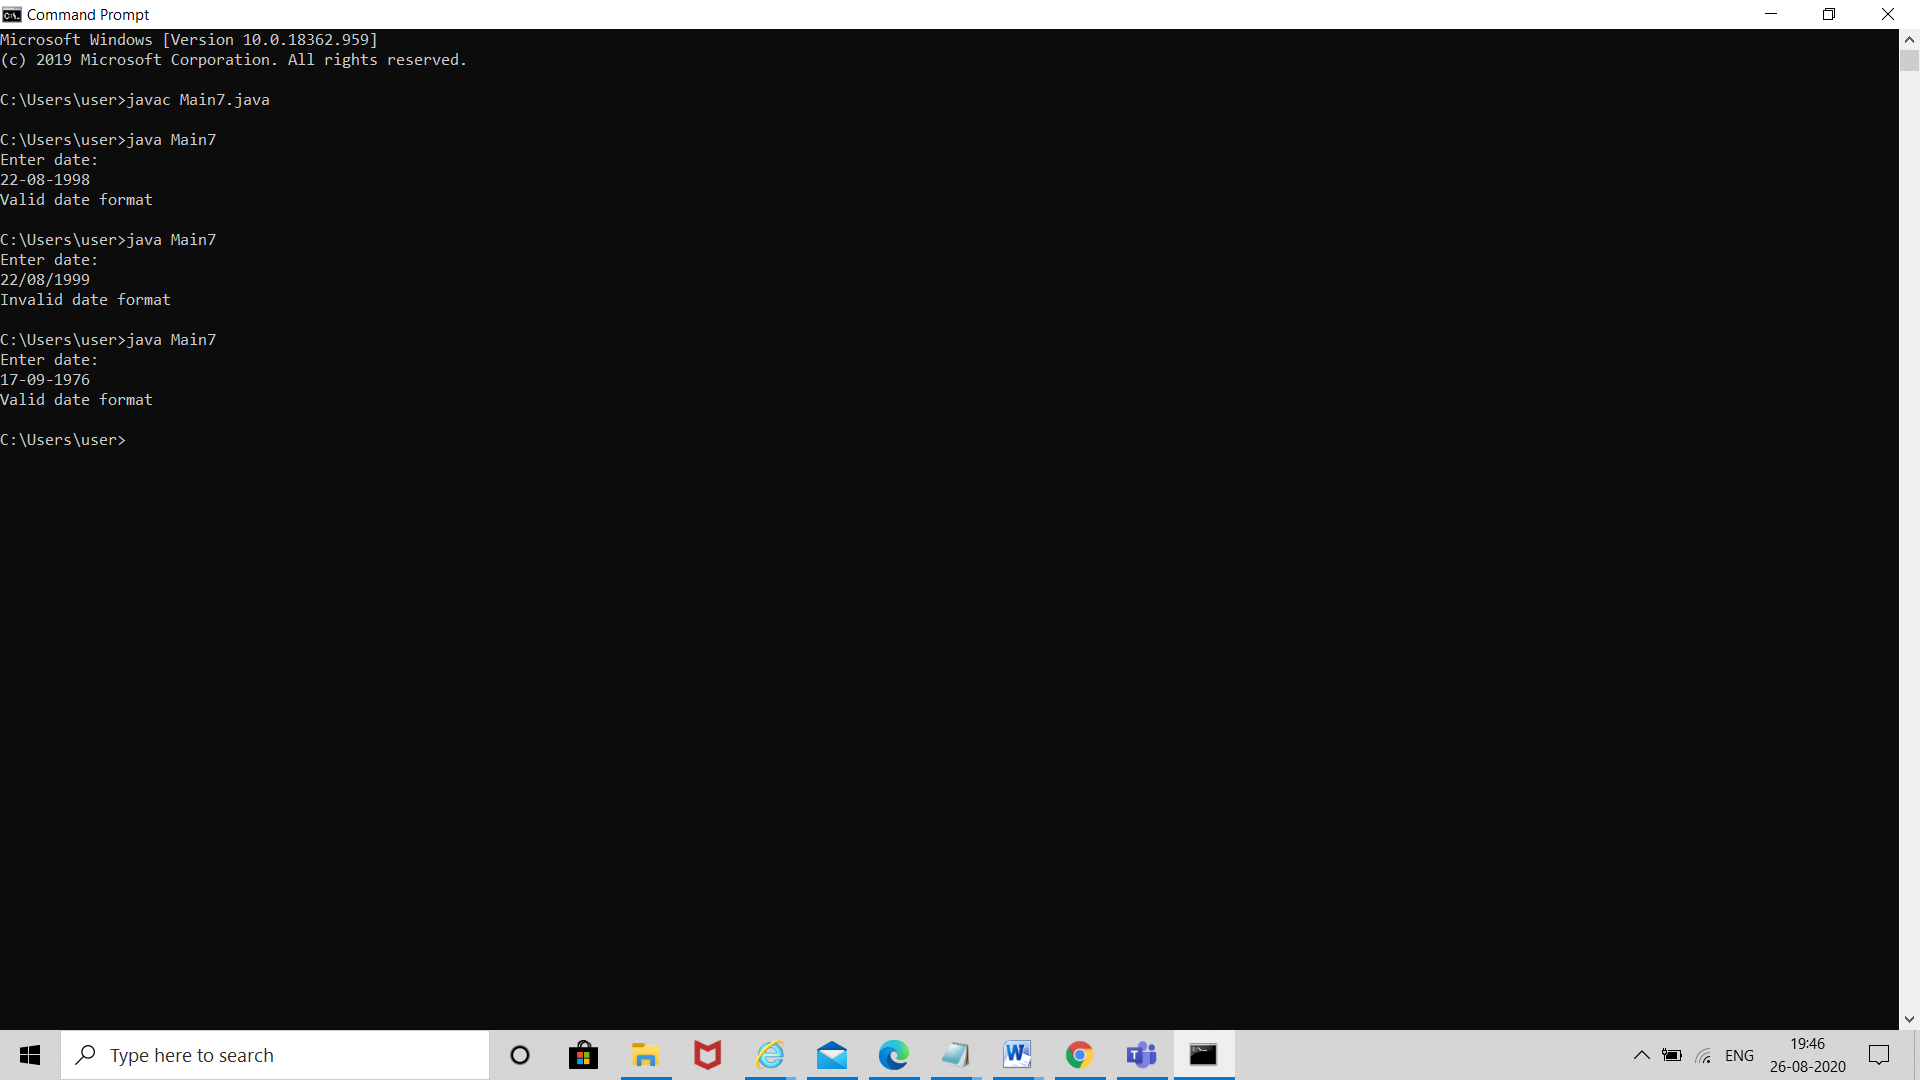 Command Prompt
Microsoft Windows [Version 10.0.18362.959]
(c) 2019 Microsoft Corporation. All rights reserved.
C:\Users\user>javac Main7.java
C:\Users\user>java Main7
Enter date:
22-08-1998
Valid date format
C:\Users\user>java Main7
Enter date:
22/08/1999
Invalid date format
C:\Users\user>java Main7
Enter date:
17-09-1976
Valid date format
C:\Users\user>
Type here to search
ENG
19:46
26-08-2020